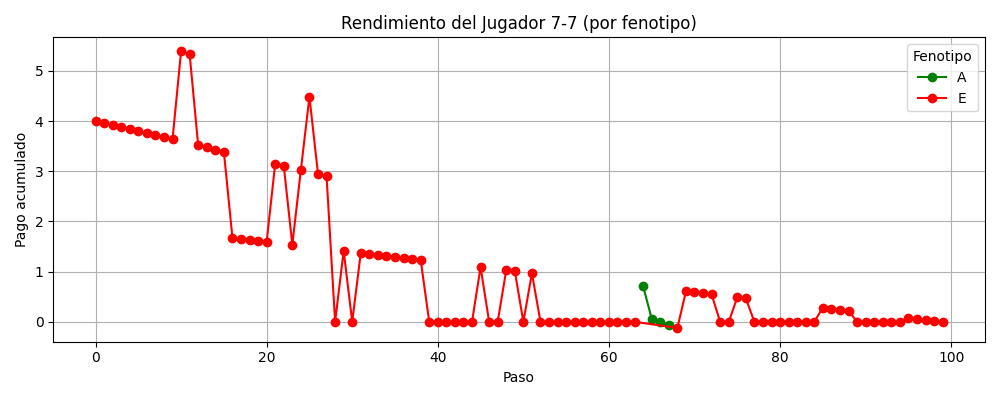 Rendimiento del Jugador 7-7 (por fenotipo)
Pago acumulado
5
4
3
2
1
0
Fenotipo
A
E
0 20 40 60 80 100
Paso